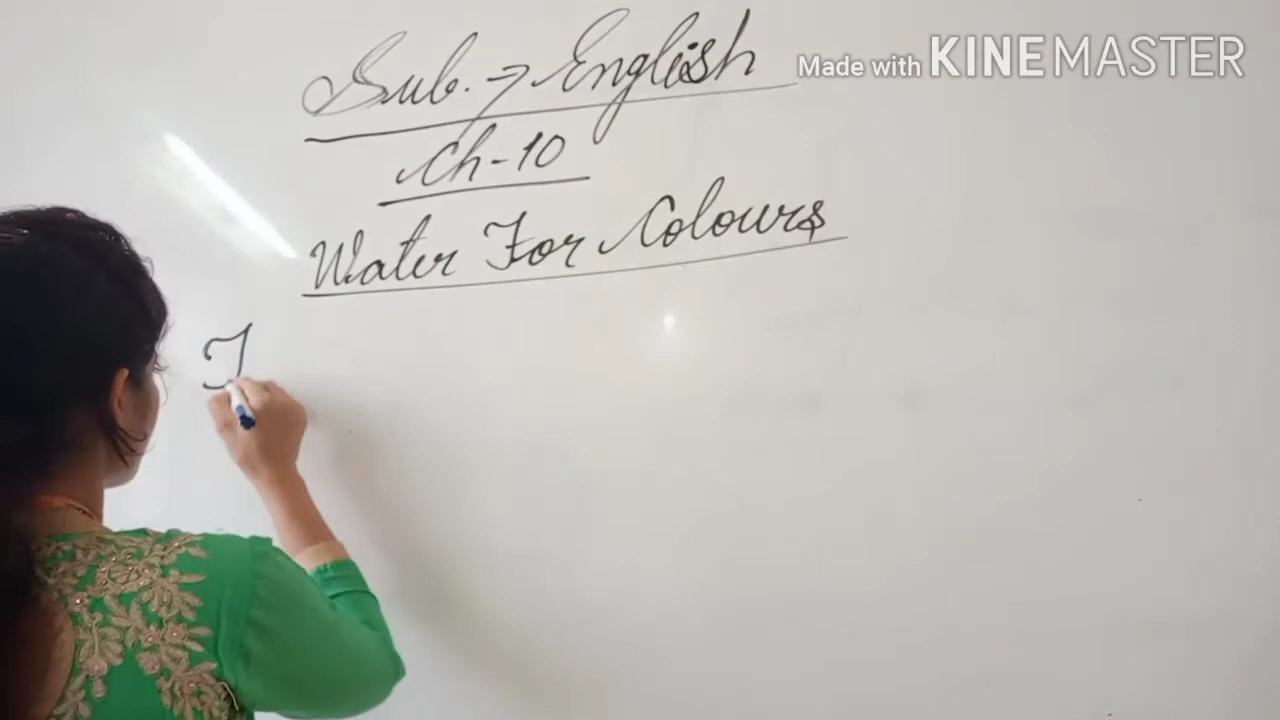 Sub. → English
Made with KINEMASTER
Ch-10
Water For Colours